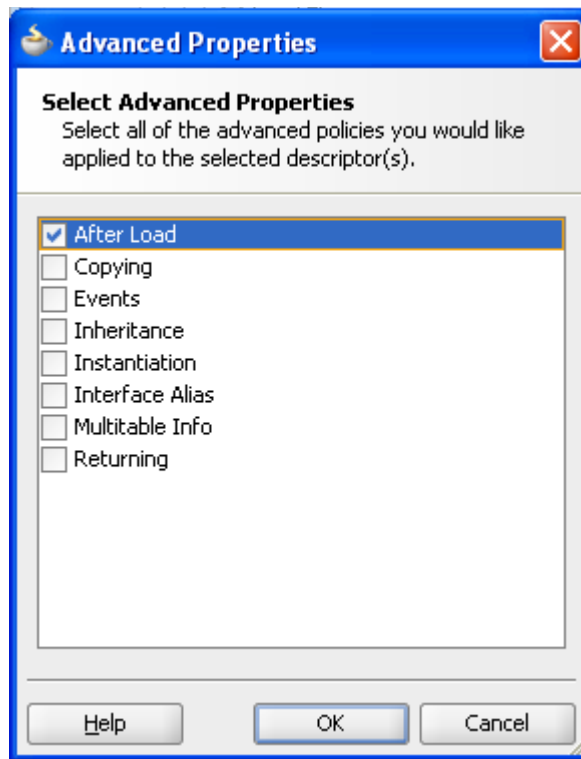 Advanced Properties
Select Advanced Properties
Select all of the advanced policies you would like
applied to the selected descriptor(s).
After Load
Copying
Events
Inheritance
Instantiation
Interface Alias
Multitable Info
Returning
Help OK Cancel